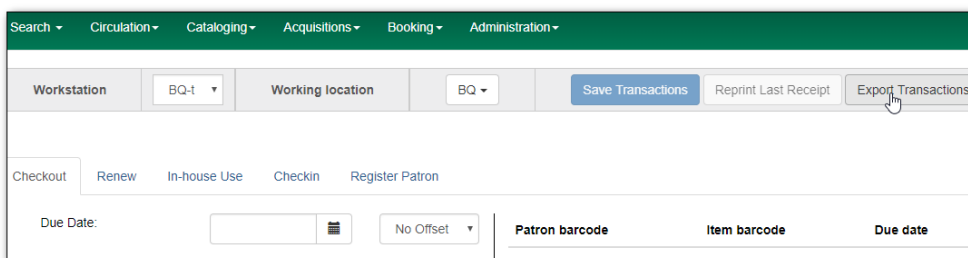 Search Circulation Cataloging Acquisitions Booking Administration
Workstation BQ-t Working location BQ Save Transactions Reprint Last Receipt Export Transactions
Checkout Renew In-house Use Checkin Register Patron
Due Date: No Offset Patron barcode Item barcode Due date